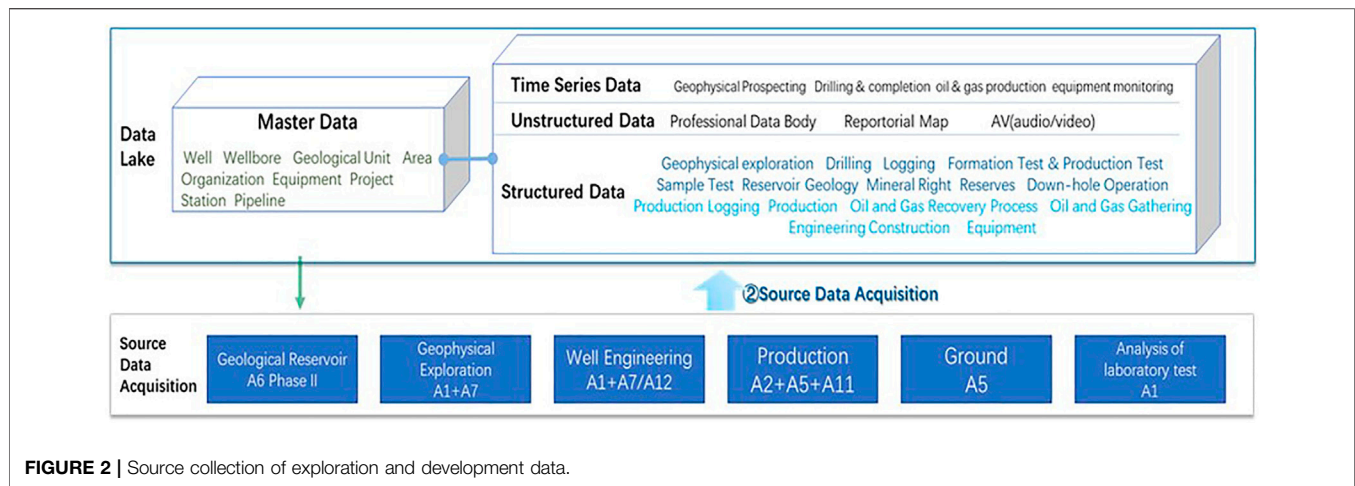 Data
Lake
Master Data
Well Wellbore Geological Unit Area
Organization Equipment Project
Station Pipeline
Time Series Data
Geophysical Prospecting Drilling & completion oil & gas production equipment monitoring
Unstructured Data
Professional Data Body Reportorial Map AV(audio/video)
Structured Data
Geophysical exploration Drilling Logging Formation Test & Production Test
Sample Test Reservoir Geology Mineral Right Reserves Down-hole Operation
Production Logging Production Oil and Gas Recovery Process Oil and Gas Gathering
Engineering Construction Equipment
②Source Data Acquisition
Source
Data
Acquisition
Geological Reservoir
A6 Phase II
Geophysical
Exploration
A1+A7
Well Engineering
A1+A7/A12
Production
A2+A5+A11
Ground
A5
Analysis of
laboratory test
A1
FIGURE 2 | Source collection of exploration and development data.